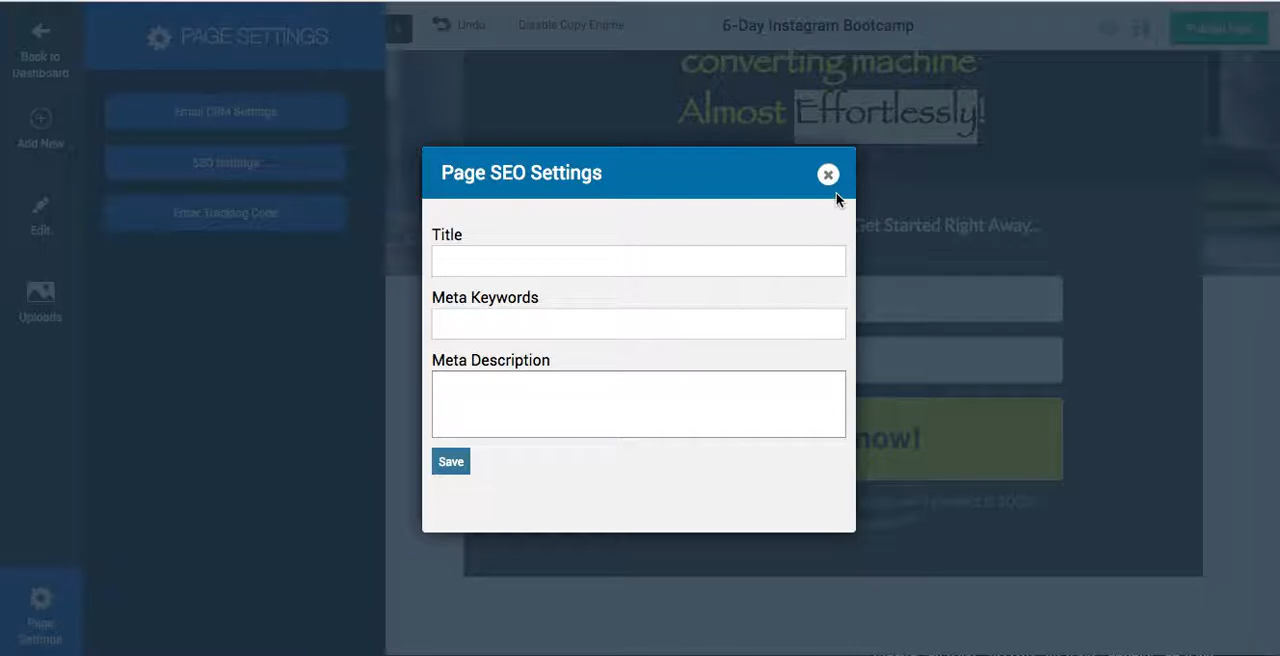 Back to
Dashboard
Add New
Edit
Uploads
Page
Settings
PAGE SETTINGS
Email CRM Settings
SEO Settings
Enter Tracking Code
Undo
Disable Copy Engine
6-Day Instagram Bootcamp
Publish Now
converting machine
Almost Effortlessly!
Get Started Right Away...
now!
Page SEO Settings
Title
Meta Keywords
Meta Description
Save